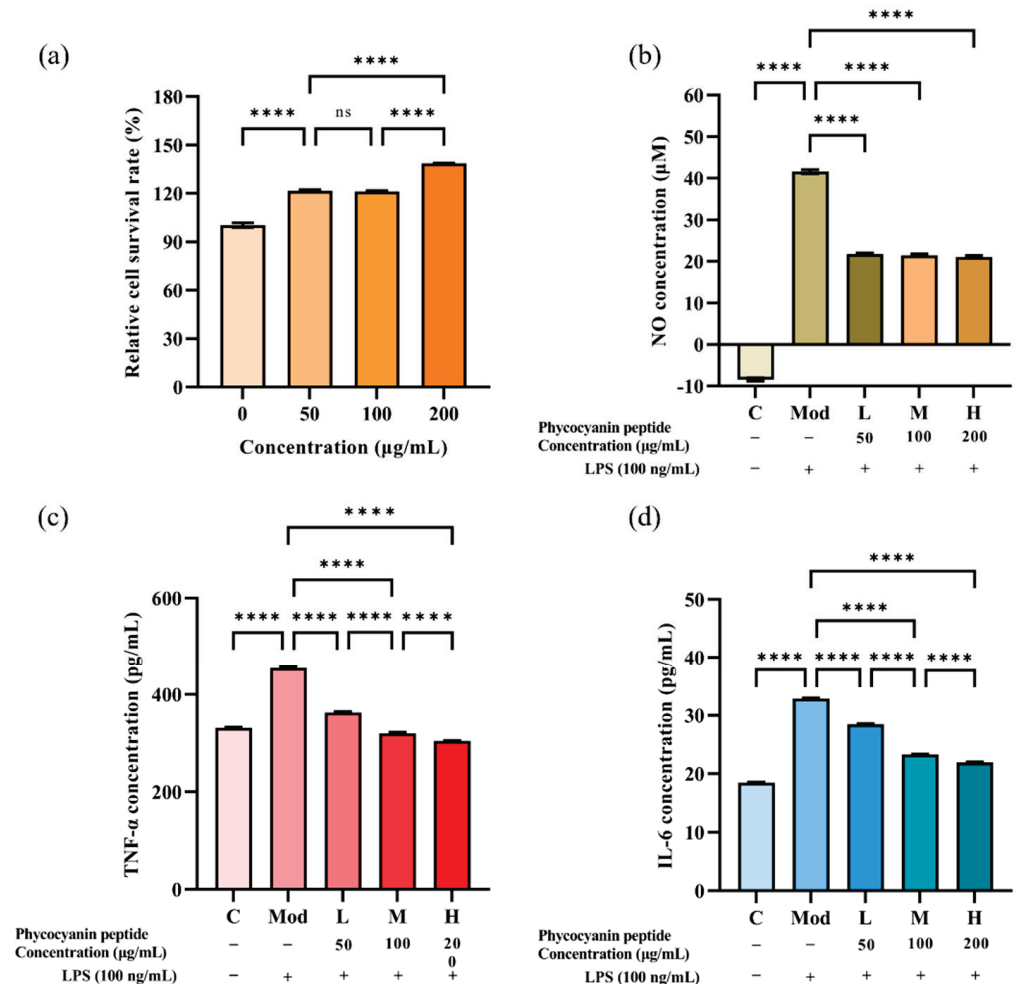 (a)
Relative cell survival rate (%)
180
150
120
90
60
30
0
****
****
ns
****
0 50 100 200
Concentration (μg/mL)
(b)
NO concentration (μM)
60
50
40
30
20
10
0
-10
****
**** ****
****
C Mod L M H
Phycocyanin peptide
Concentration (μg/mL) – – 50 100 200
LPS (100 ng/mL) – + + + +
(c)
TNF-α concentration (pg/mL)
600
400
200
0
****
****
**** **** **** ****
C Mod L M H
Phycocyanin peptide
Concentration (μg/mL) – – 50 100 20
0
LPS (100 ng/mL) – + + + +
(d)
IL-6 concentration (pg/mL)
50
40
30
20
10
0
****
****
**** **** **** ****
C Mod L M H
Phycocyanin peptide
Concentration (μg/mL) – – 50 100 200
LPS (100 ng/mL) – + + + +